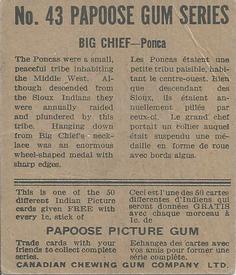 No. 43 PAPOOSE GUM SERIES
BIG CHIEF—Ponca
The Poncas were a small,
peaceful tribe inhabiting
the Middle West. Al-
though descended from
the Sioux Indians they
were annually raided
and plundered by this
tribe. Hanging down
from Big Chief's neck-
lace was an enormous
wheel-shaped medal with
sharp edges.
Les Poncas étaient une
petite tribu paisible, habi-
tant le centre-ouest. Bien
que descendant des
Sioux, ils étaient an-
nuellement pillés par
ceux-ci. Le grand chef
portait un collier auquel
était suspendu une mé-
daille en forme de roue
avec bords aigus.
This is one of the 50
different Indian Picture
cards given FREE with
every 1c. stick of
Ceci est l'une des 50 cartes
différentes d'Indiens qui
seront données GRATIS
avec chaque morceau à
1c. de
PAPOOSE PICTURE GUM
Trade cards with your
friends to collect complete
series.
Echangez des cartes avec
vos amis pour former une
série complète.
CANADIAN CHEWING GUM COMPANY LTD.